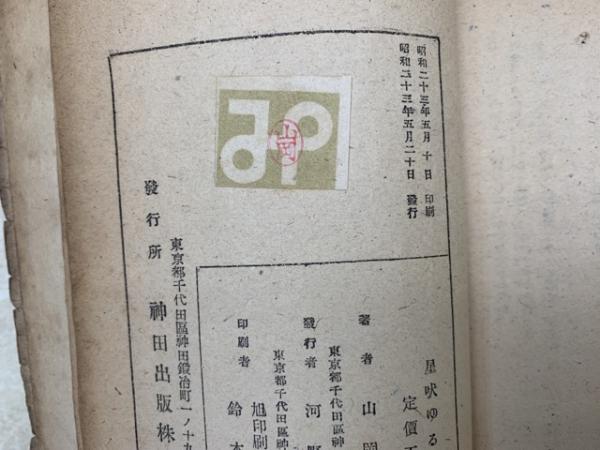 昭和二十三年五月十日 印刷
昭和二十三年五月二十日 發行
山岡
星吠ゆる
定價
著者 山岡
東京都千代田區神
發行者 河野
東京都千代田區神
旭印刷
印刷者 鈴木
發行所 神田出版株
東京都千代田區神田鍛冶町一ノ十九